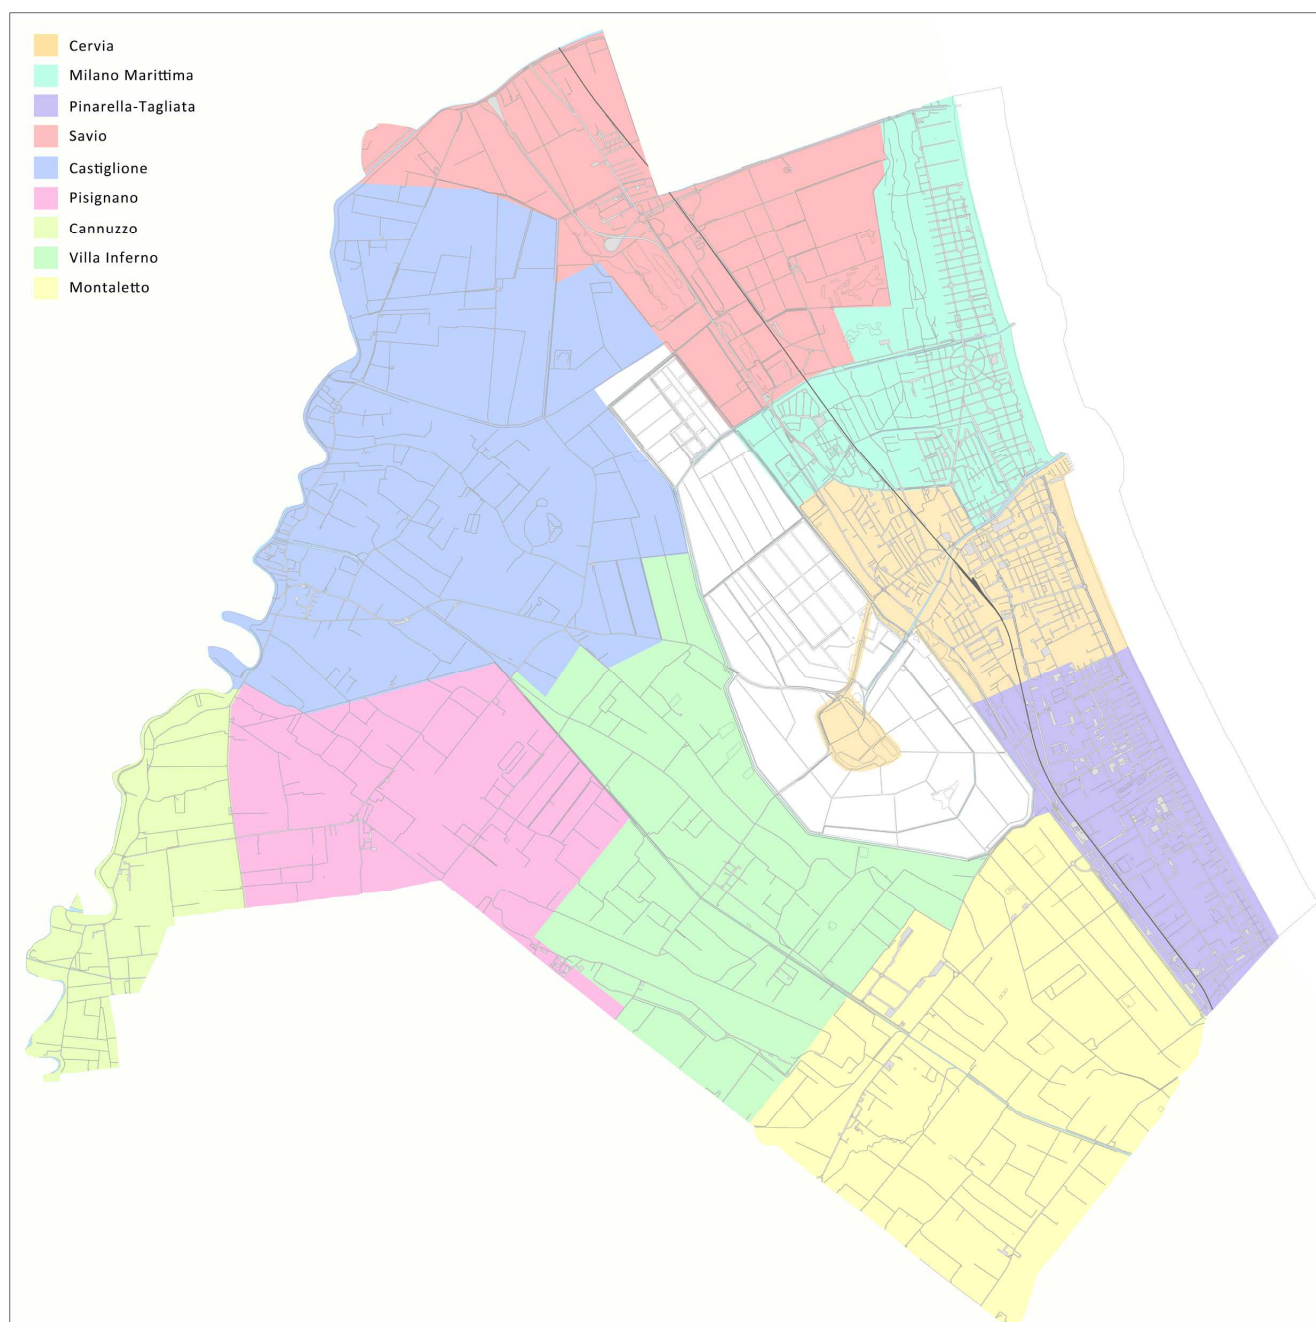 Cervia
Milano Marittima
Pinarella-Tagliata
Savio
Castiglione
Pisignano
Cannuzzo
Villa Inferno
Montaletto